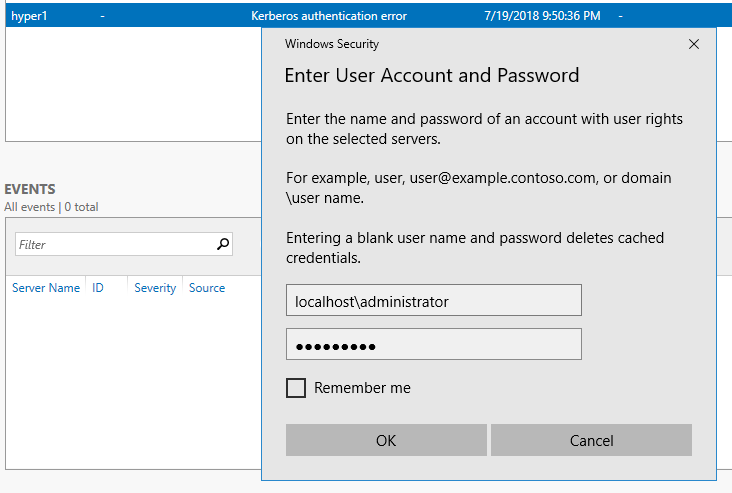 hyper1 - Kerberos authentication error 7/19/2018 9:50:36 PM -
Windows Security
Enter User Account and Password
Enter the name and password of an account with user rights
on the selected servers.
For example, user, user@example.contoso.com, or domain
\user name.
Entering a blank user name and password deletes cached
credentials.
localhost\administrator
●●●●●●●●●
Remember me
OK Cancel
EVENTS
All events | 0 total
Filter
Server Name ID Severity Source